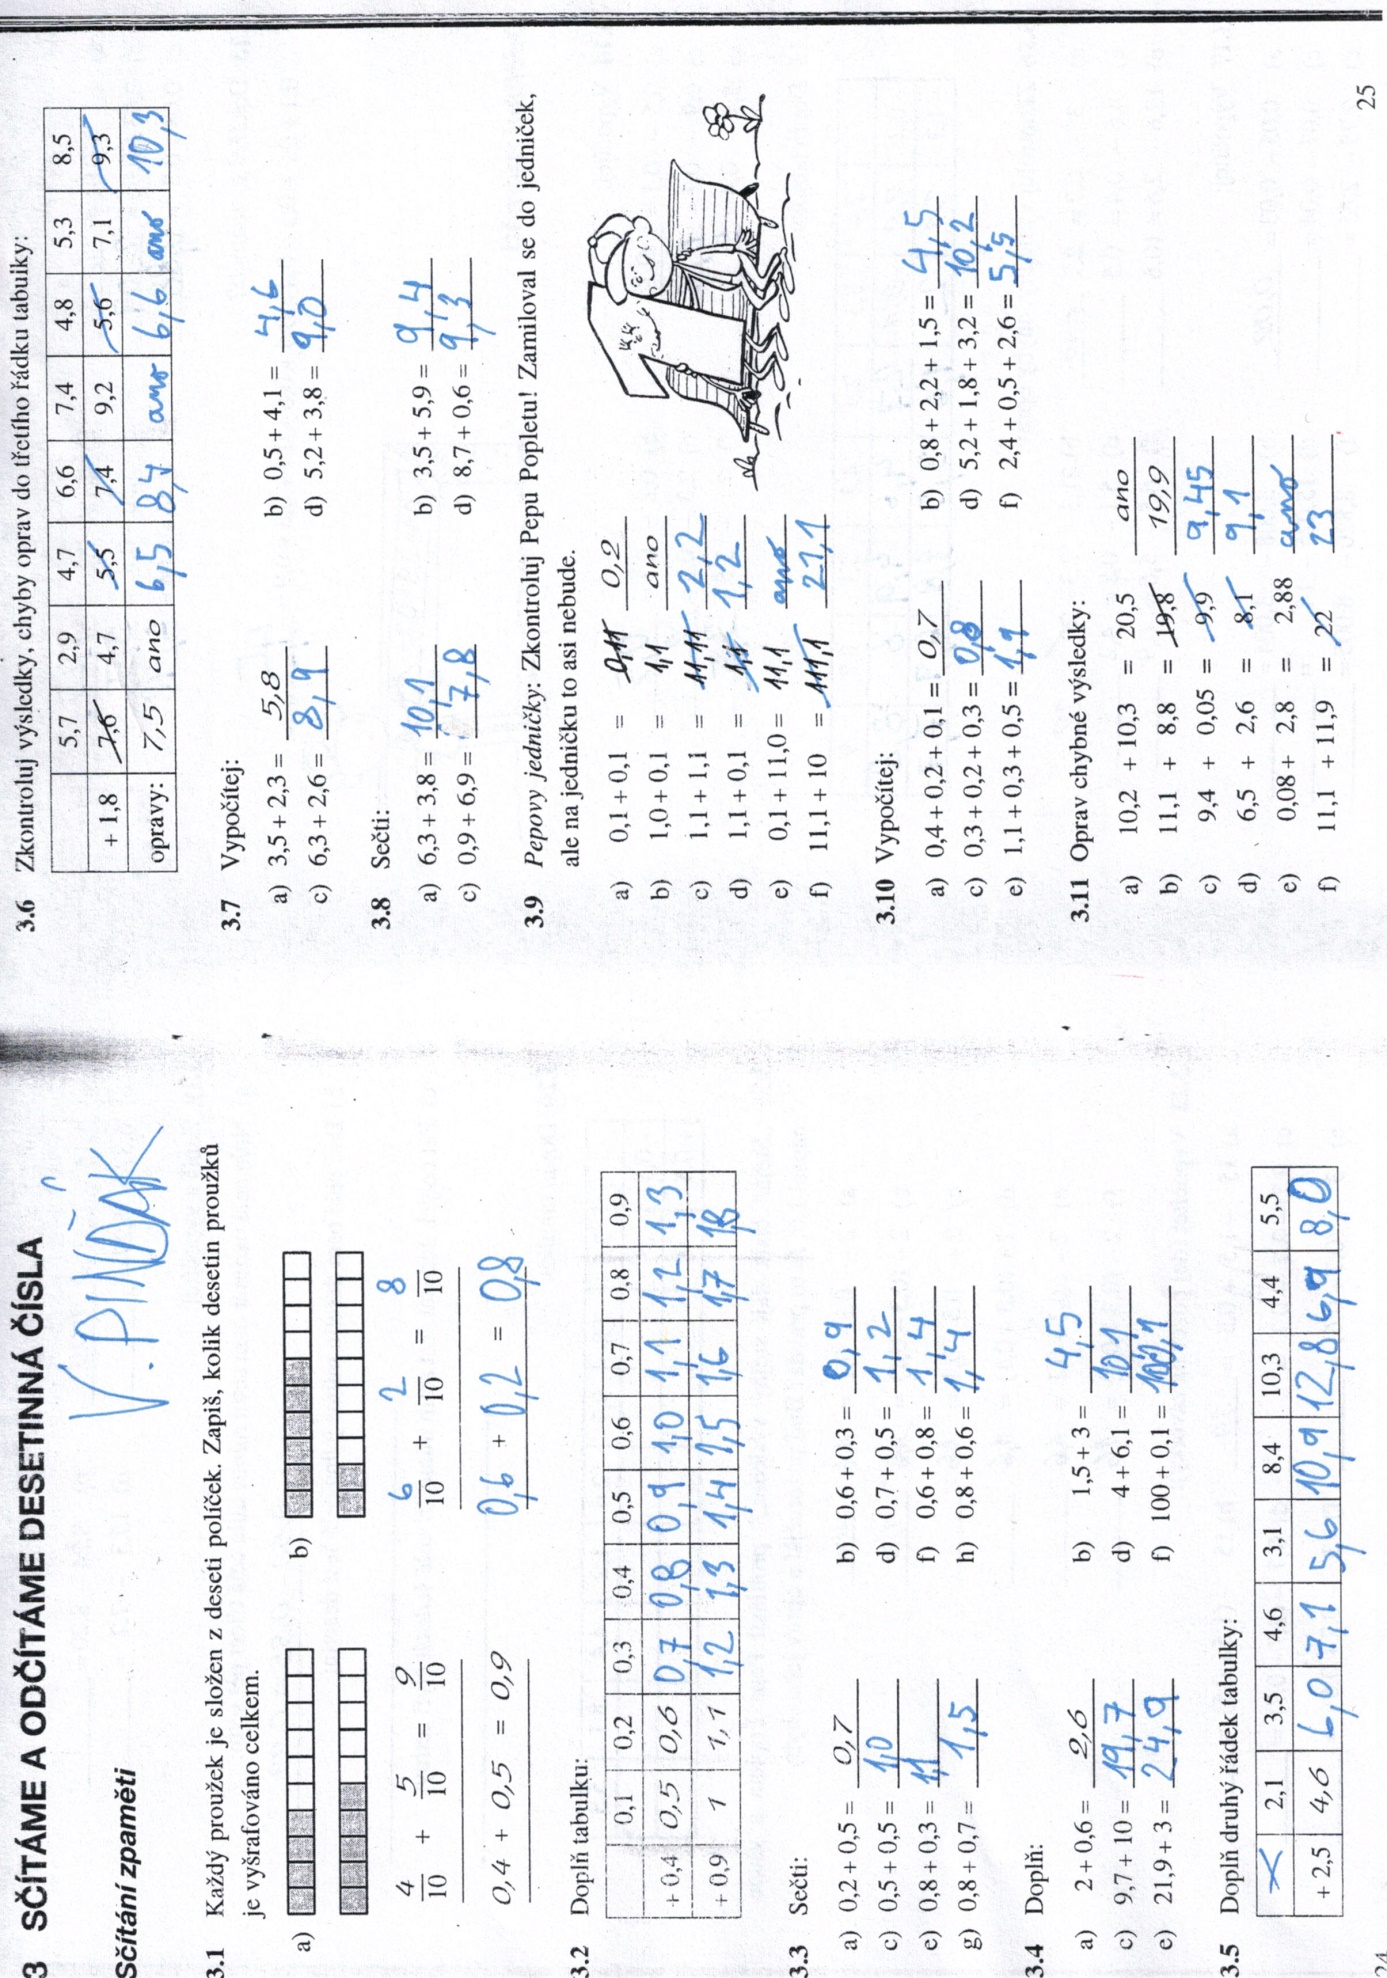 3 SČÍTÁME A ODČÍTÁME DESETINNÁ ČÍSLA
V. PINĎÁK
Sčítání zpaměti
3.1 Každý proužek je složen z deseti políček. Zapiš, kolik desetin proužků
je vyšrafováno celkem.
a) b)
4/10 + 5/10 = 9/10 6/10 + 2/10 = 8/10
0,4 + 0,5 = 0,9 0,6 + 0,2 = 0,8
3.2 Doplň tabulku:
0,1 0,2 0,3 0,4 0,5 0,6 0,7 0,8 0,9
+ 0,4 0,5 0,6 0,7 0,8 0,9 1,0 1,1 1,2 1,3
+ 0,9 1 1,1 1,2 1,3 1,4 1,5 1,6 1,7 1,8
3.3 Sečti:
a) 0,2 + 0,5 = 0,7 b) 0,6 + 0,3 = 0,9
c) 0,5 + 0,5 = 1,0 d) 0,7 + 0,5 = 1,2
e) 0,8 + 0,3 = 1,1 f) 0,6 + 0,8 = 1,4
g) 0,8 + 0,7 = 1,5 h) 0,8 + 0,6 = 1,4
3.4 Doplň:
a) 2 + 0,6 = 2,6 b) 1,5 + 3 = 4,5
c) 9,7 + 10 = 19,7 d) 4 + 6,1 = 10,1
e) 21,9 + 3 = 24,9 f) 100 + 0,1 = 100,1
3.5 Doplň druhý řádek tabulky:
x 2,1 3,5 4,6 3,1 8,4 10,3 4,4 5,5
+ 2,5 4,6 6,0 7,1 5,6 10,9 12,8 6,9 8,0
24
3.6 Zkontroluj výsledky, chyby oprav do třetího řádku tabulky:
5,7 2,9 4,7 6,6 7,4 4,8 5,3 8,5
+ 1,8 7,6 4,7 5,5 7,4 9,2 5,6 7,1 9,3
opravy: 7,5 ano 6,5 8,4 ano 6,6 ano 10,3
3.7 Vypočítej:
a) 3,5 + 2,3 = 5,8 b) 0,5 + 4,1 = 4,6
c) 6,3 + 2,6 = 8,9 d) 5,2 + 3,8 = 9,0
3.8 Sečti:
a) 6,3 + 3,8 = 10,1 b) 3,5 + 5,9 = 9,4
c) 0,9 + 6,9 = 7,8 d) 8,7 + 0,6 = 9,3
3.9 Pepovy jedničky: Zkontroluj Pepu Popletu! Zamiloval se do jedniček,
ale na jedničku to asi nebude.
a) 0,1 + 0,1 = 0,11 0,2
b) 1,0 + 0,1 = 1,1 ano
c) 1,1 + 1,1 = 11,11 2,2
d) 1,1 + 0,1 = 1,1 1,2
e) 0,1 + 11,0 = 11,1 ano
f) 11,1 + 10 = 111,1 21,1
3.10 Vypočítej:
a) 0,4 + 0,2 + 0,1 = 0,7 b) 0,8 + 2,2 + 1,5 = 4,5
c) 0,3 + 0,2 + 0,3 = 0,8 d) 5,2 + 1,8 + 3,2 = 10,2
e) 1,1 + 0,3 + 0,5 = 1,9 f) 2,4 + 0,5 + 2,6 = 5,5
3.11 Oprav chybné výsledky:
a) 10,2 + 10,3 = 20,5 ano
b) 11,1 + 8,8 = 19,8 19,9
c) 9,4 + 0,05 = 9,9 9,45
d) 6,5 + 2,6 = 8,1 9,1
e) 0,08 + 2,8 = 2,88 ano
f) 11,1 + 11,9 = 22 23
25